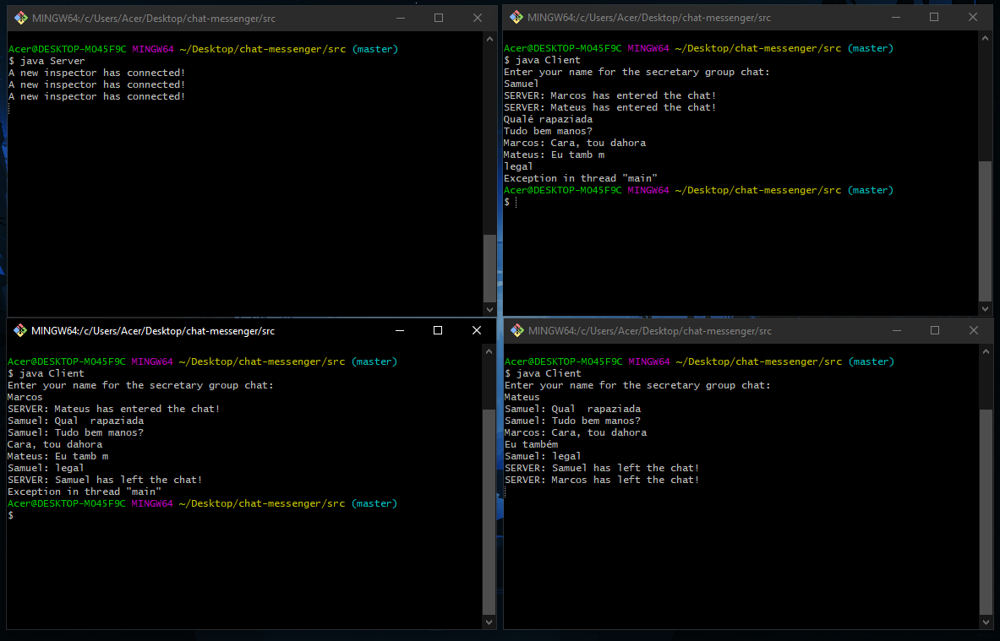 MINGW64:/c/Users/Acer/Desktop/chat-messenger/src
Acer@DESKTOP-MO45F9C MINGW64 ~/Desktop/chat-messenger/src (master)
$ java Server
A new inspector has connected!
A new inspector has connected!
A new inspector has connected!
MINGW64:/c/Users/Acer/Desktop/chat-messenger/src
Acer@DESKTOP-MO45F9C MINGW64 ~/Desktop/chat-messenger/src (master)
$ java Client
Enter your name for the secretary group chat:
Samuel
SERVER: Marcos has entered the chat!
SERVER: Mateus has entered the chat!
Qualé rapaziada
Tudo bem manos?
Marcos: Cara, tou dahora
Mateus: Eu tamb m
legal
Exception in thread "main"
Acer@DESKTOP-MO45F9C MINGW64 ~/Desktop/chat-messenger/src (master)
$
MINGW64:/c/Users/Acer/Desktop/chat-messenger/src
Acer@DESKTOP-MO45F9C MINGW64 ~/Desktop/chat-messenger/src (master)
$ java Client
Enter your name for the secretary group chat:
Marcos
SERVER: Mateus has entered the chat!
Samuel: Qual  rapaziada
Samuel: Tudo bem manos?
Cara, tou dahora
Mateus: Eu tamb m
Samuel: legal
SERVER: Samuel has left the chat!
Exception in thread "main"
Acer@DESKTOP-MO45F9C MINGW64 ~/Desktop/chat-messenger/src (master)
$
MINGW64:/c/Users/Acer/Desktop/chat-messenger/src
Acer@DESKTOP-MO45F9C MINGW64 ~/Desktop/chat-messenger/src (master)
$ java Client
Enter your name for the secretary group chat:
Mateus
Samuel: Qual  rapaziada
Samuel: Tudo bem manos?
Marcos: Cara, tou dahora
Eu também
Samuel: legal
SERVER: Samuel has left the chat!
SERVER: Marcos has left the chat!